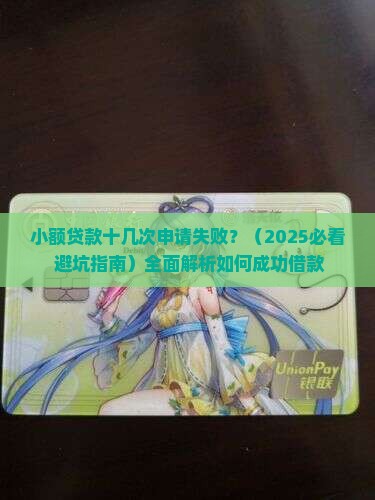 小额贷款十几次申请失败？（2025必看
避坑指南）全面解析如何成功借款
Debit
UnionPay
银联